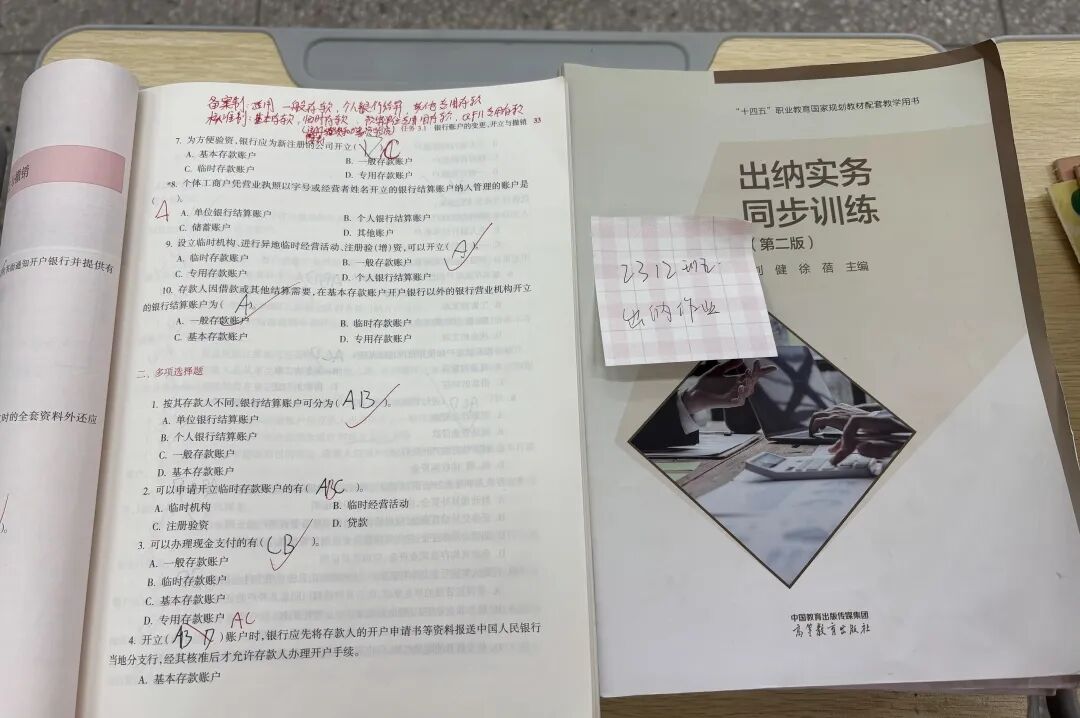 销
面通知开户银行并提供有
时的全套资料外还应
)。
备案制:适用 一般存款,个人银行结算
核准制:基本存款,临时存款
(任务 3.1 银行账户的变更、开立与撤销 33
7. 为方便验资,银行应为新注册的公司开立( C
A. 基本存款账户 B. 一般存款账户
C. 临时存款账户 D. 专用存款账户
*8. 个体工商户凭营业执照以字号或经营者姓名开立的银行结算账户纳入管理的账户是
( )。
A
A. 单位银行结算账户 B. 个人银行结算账户
C. 储蓄账户 D. 其他账户
9. 设立临时机构、进行异地临时经营活动、注册验(增)资,可以开立( A )。
A. 临时存款账户 B. 一般存款账户
C. 专用存款账户 D. 个人银行结算账户
10. 存款人因借款或其他结算需要,在基本存款账户开户银行以外的银行营业机构开立
的银行结算账户为( A )。
A. 一般存款账户 B. 临时存款账户
C. 基本存款账户 D. 专用存款账户
二、多项选择题
1. 按其存款人不同,银行结算账户可分为( AB )。
A. 单位银行结算账户
B. 个人银行结算账户
C. 一般存款账户
D. 基本存款账户
2. 可以申请开立临时存款账户的有( ABC )。
A. 临时机构 B. 临时经营活动
C. 注册验资 D. 贷款
3. 可以办理现金支付的有( CB )。
A. 一般存款账户
B. 临时存款账户
C. 基本存款账户
D. 专用存款账户 AC
4. 开立( AB D )账户时,银行应先将存款人的开户申请书等资料报送中国人民银行
当地分支行,经其核准后才允许存款人办理开户手续。
A. 基本存款账户
“十四五”职业教育国家规划教材配套教学用书
出纳实务
同步训练
(第二版)
刘 健 徐 蓓 主编
2312班
出纳作业
中国教育出版传媒集团
高等教育出版社